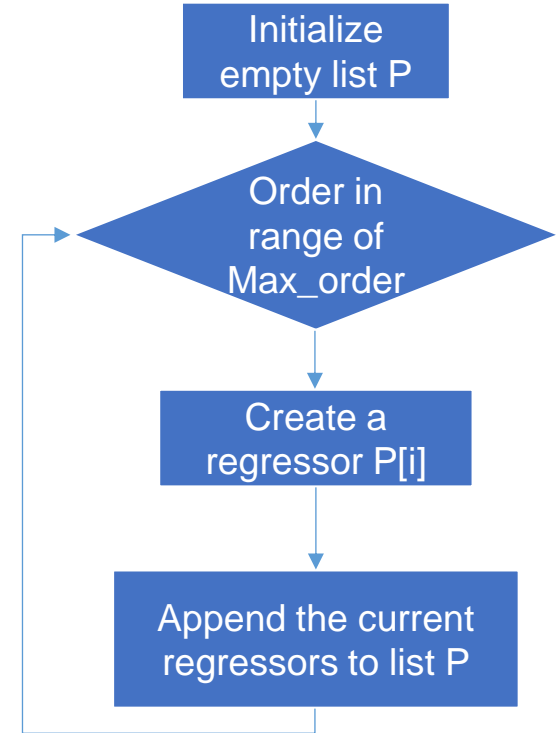 Initialize
empty list P
Order in
range of
Max_order
Create a
regressor P[i]
Append the current
regressors to list P